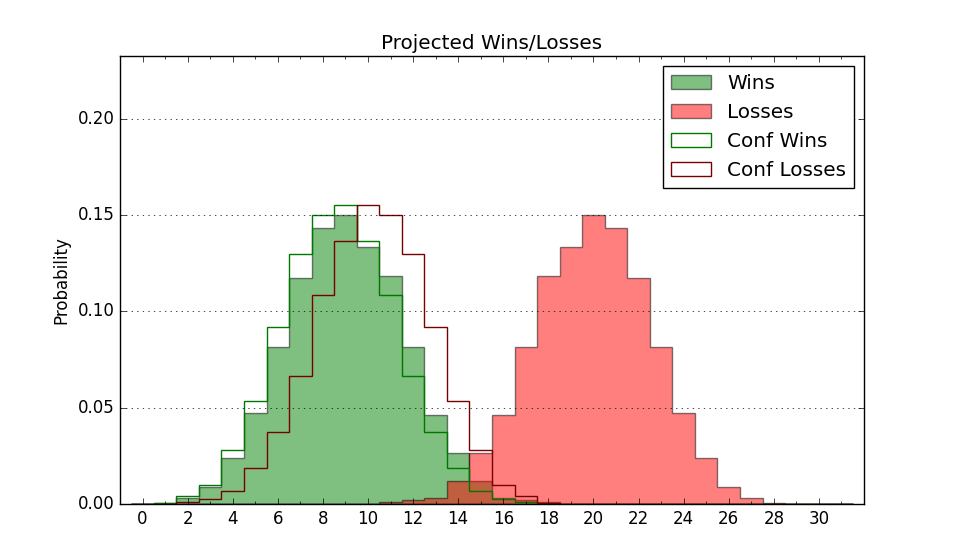 Projected Wins/Losses
Wins
Losses
Conf Wins
Conf Losses
Probability
0.20
0.15
0.10
0.05
0.00
0 2 4 6 8 10 12 14 16 18 20 22 24 26 28 30